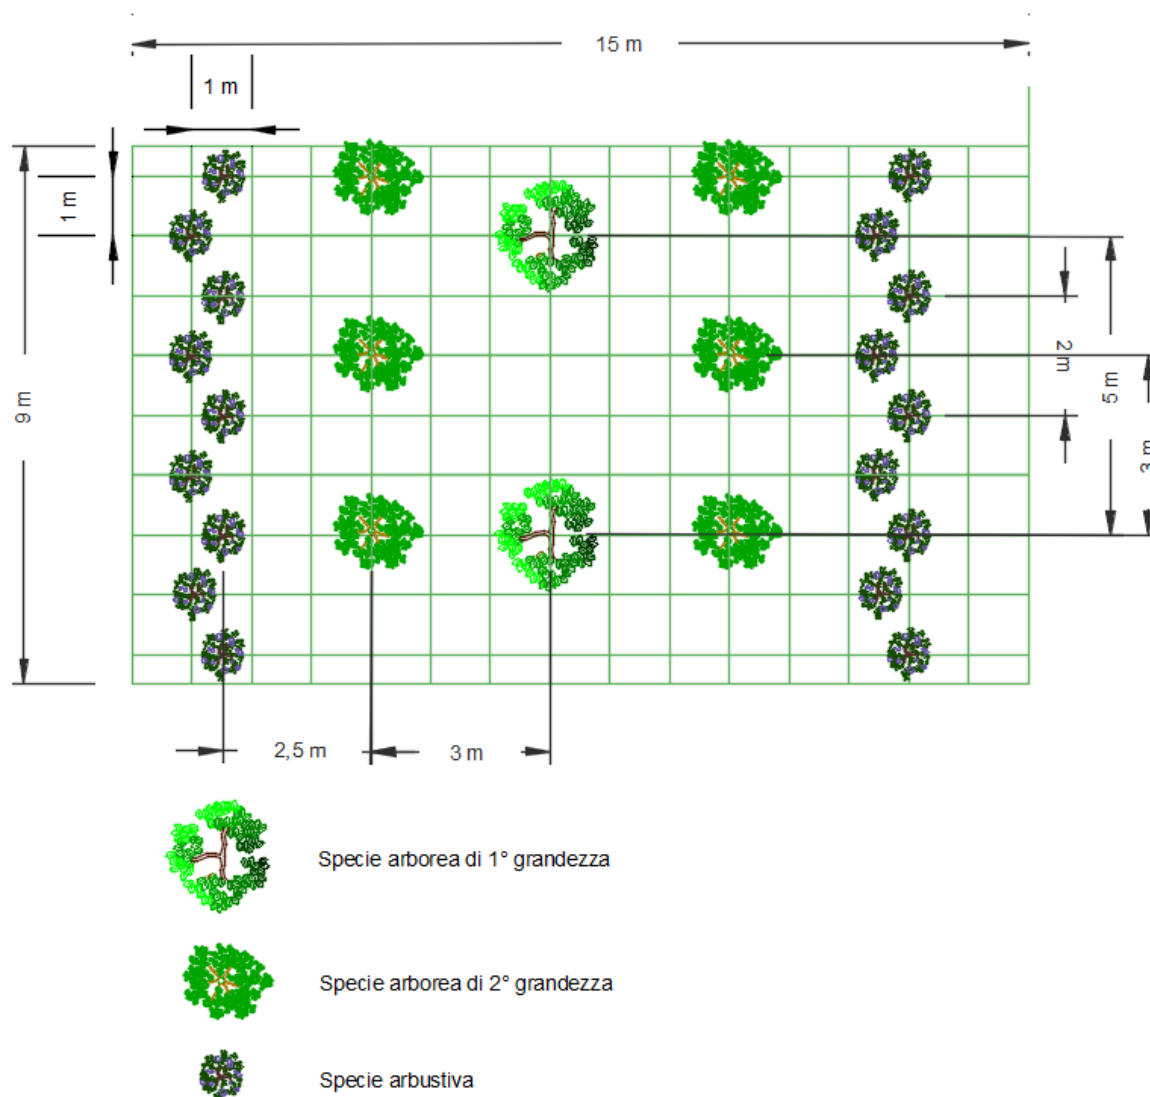 15 m
1 m
1 m
9 m
2 m
5 m
3 m
2,5 m
3 m
Specie arborea di 1° grandezza
Specie arborea di 2° grandezza
Specie arbustiva